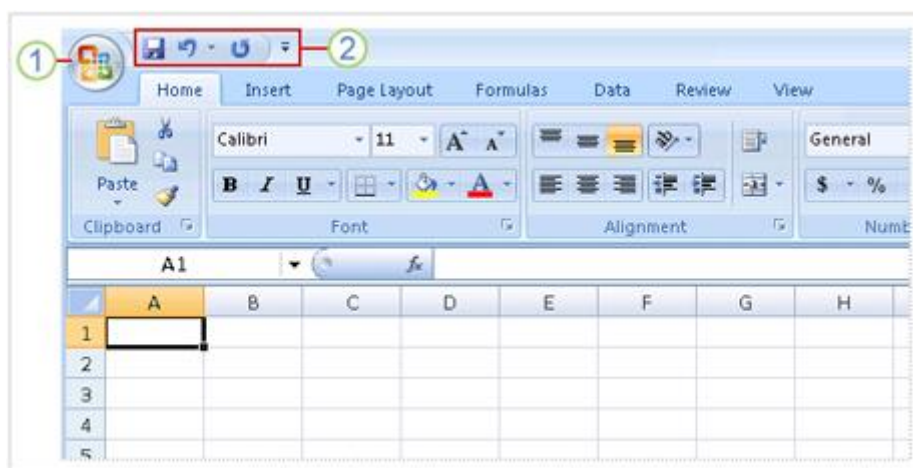 1
2
Home Insert Page Layout Formulas Data Review View
Calibri 11 A A General
Paste B I U A $ %
Clipboard Font Alignment
A1 fx
A B C D E F G H
1
2
3
4
5